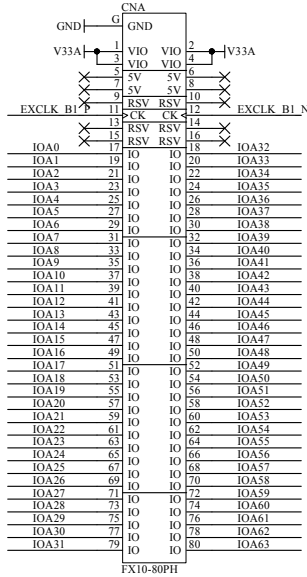 CNA
GND G GND
V33A 1 VIO VIO 2 V33A
3 VIO VIO 4
5 5V 5V 6
7 5V 5V 8
9 RSV RSV 10
EXCLK_B1_P 11 CK CK 12 EXCLK_B1_N
13 RSV RSV 14
15 RSV RSV 16
IOA0 17 IO IO 18 IOA32
IOA1 19 IO IO 20 IOA33
IOA2 21 IO IO 22 IOA34
IOA3 23 IO IO 24 IOA35
IOA4 25 IO IO 26 IOA36
IOA5 27 IO IO 28 IOA37
IOA6 29 IO IO 30 IOA38
IOA7 31 IO IO 32 IOA39
IOA8 33 IO IO 34 IOA40
IOA9 35 IO IO 36 IOA41
IOA10 37 IO IO 38 IOA42
IOA11 39 IO IO 40 IOA43
IOA12 41 IO IO 42 IOA44
IOA13 43 IO IO 44 IOA45
IOA14 45 IO IO 46 IOA46
IOA15 47 IO IO 48 IOA47
IOA16 49 IO IO 50 IOA48
IOA17 51 IO IO 52 IOA49
IOA18 53 IO IO 54 IOA50
IOA19 55 IO IO 56 IOA51
IOA20 57 IO IO 58 IOA52
IOA21 59 IO IO 60 IOA53
IOA22 61 IO IO 62 IOA54
IOA23 63 IO IO 64 IOA55
IOA24 65 IO IO 66 IOA56
IOA25 67 IO IO 68 IOA57
IOA26 69 IO IO 70 IOA58
IOA27 71 IO IO 72 IOA59
IOA28 73 IO IO 74 IOA60
IOA29 75 IO IO 76 IOA61
IOA30 77 IO IO 78 IOA62
IOA31 79 IO IO 80 IOA63
FX10-80PH